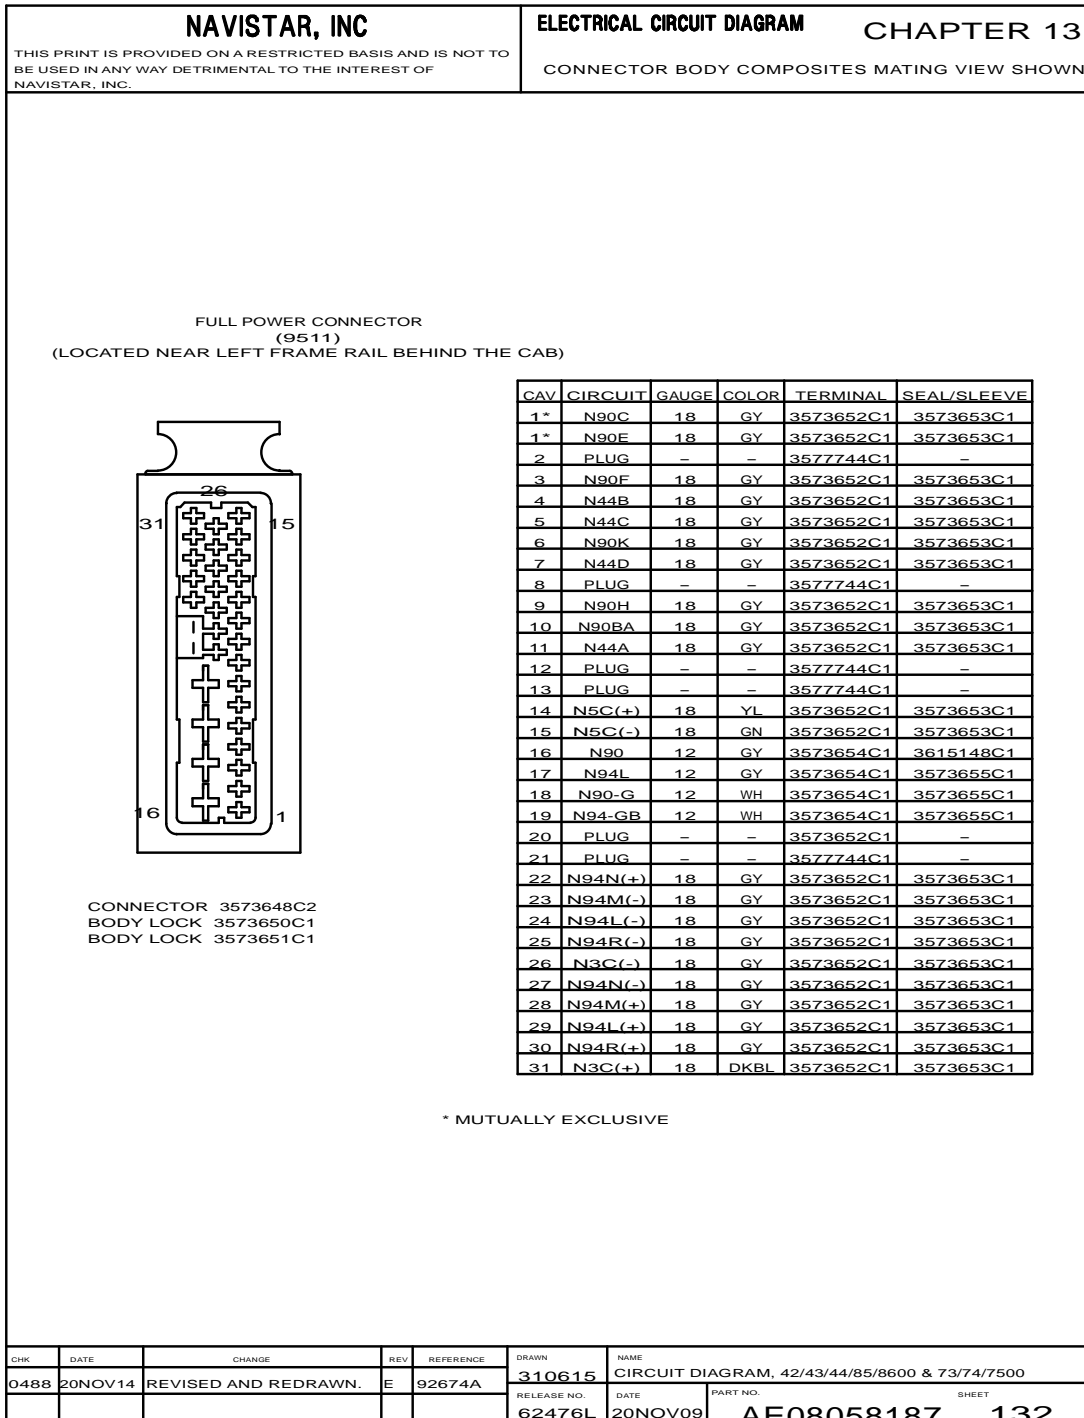 NAVISTAR, INC
THIS PRINT IS PROVIDED ON A RESTRICTED BASIS AND IS NOT TO
BE USED IN ANY WAY DETRIMENTAL TO THE INTEREST OF
NAVISTAR, INC.
ELECTRICAL CIRCUIT DIAGRAM CHAPTER 13
CONNECTOR BODY COMPOSITES MATING VIEW SHOWN
FULL POWER CONNECTOR
(9511)
(LOCATED NEAR LEFT FRAME RAIL BEHIND THE CAB)
26
31 15
16 1
CONNECTOR 3573648C2
BODY LOCK 3573650C1
BODY LOCK 3573651C1
CAV CIRCUIT GAUGE COLOR TERMINAL SEAL/SLEEVE
1* N90C 18 GY 3573652C1 3573653C1
1* N90E 18 GY 3573652C1 3573653C1
2 PLUG – – 3577744C1 –
3 N90F 18 GY 3573652C1 3573653C1
4 N44B 18 GY 3573652C1 3573653C1
5 N44C 18 GY 3573652C1 3573653C1
6 N90K 18 GY 3573652C1 3573653C1
7 N44D 18 GY 3573652C1 3573653C1
8 PLUG – – 3577744C1 –
9 N90H 18 GY 3573652C1 3573653C1
10 N90BA 18 GY 3573652C1 3573653C1
11 N44A 18 GY 3573652C1 3573653C1
12 PLUG – – 3577744C1 –
13 PLUG – – 3577744C1 –
14 N5C(+) 18 YL 3573652C1 3573653C1
15 N5C(-) 18 GN 3573652C1 3573653C1
16 N90 12 GY 3573654C1 3615148C1
17 N94L 12 GY 3573654C1 3573655C1
18 N90-G 12 WH 3573654C1 3573655C1
19 N94-GB 12 WH 3573654C1 3573655C1
20 PLUG – – 3573652C1 –
21 PLUG – – 3577744C1 –
22 N94N(+) 18 GY 3573652C1 3573653C1
23 N94M(-) 18 GY 3573652C1 3573653C1
24 N94L(-) 18 GY 3573652C1 3573653C1
25 N94R(-) 18 GY 3573652C1 3573653C1
26 N3C(-) 18 GY 3573652C1 3573653C1
27 N94N(-) 18 GY 3573652C1 3573653C1
28 N94M(+) 18 GY 3573652C1 3573653C1
29 N94L(+) 18 GY 3573652C1 3573653C1
30 N94R(+) 18 GY 3573652C1 3573653C1
31 N3C(+) 18 DKBL 3573652C1 3573653C1
* MUTUALLY EXCLUSIVE
CHK DATE CHANGE REV REFERENCE
0488 20NOV14 REVISED AND REDRAWN. E 92674A
DRAWN NAME
310615 CIRCUIT DIAGRAM, 42/43/44/85/8600 & 73/74/7500
RELEASE NO. DATE PART NO. SHEET
62476L 20NOV09 AE08058187 132